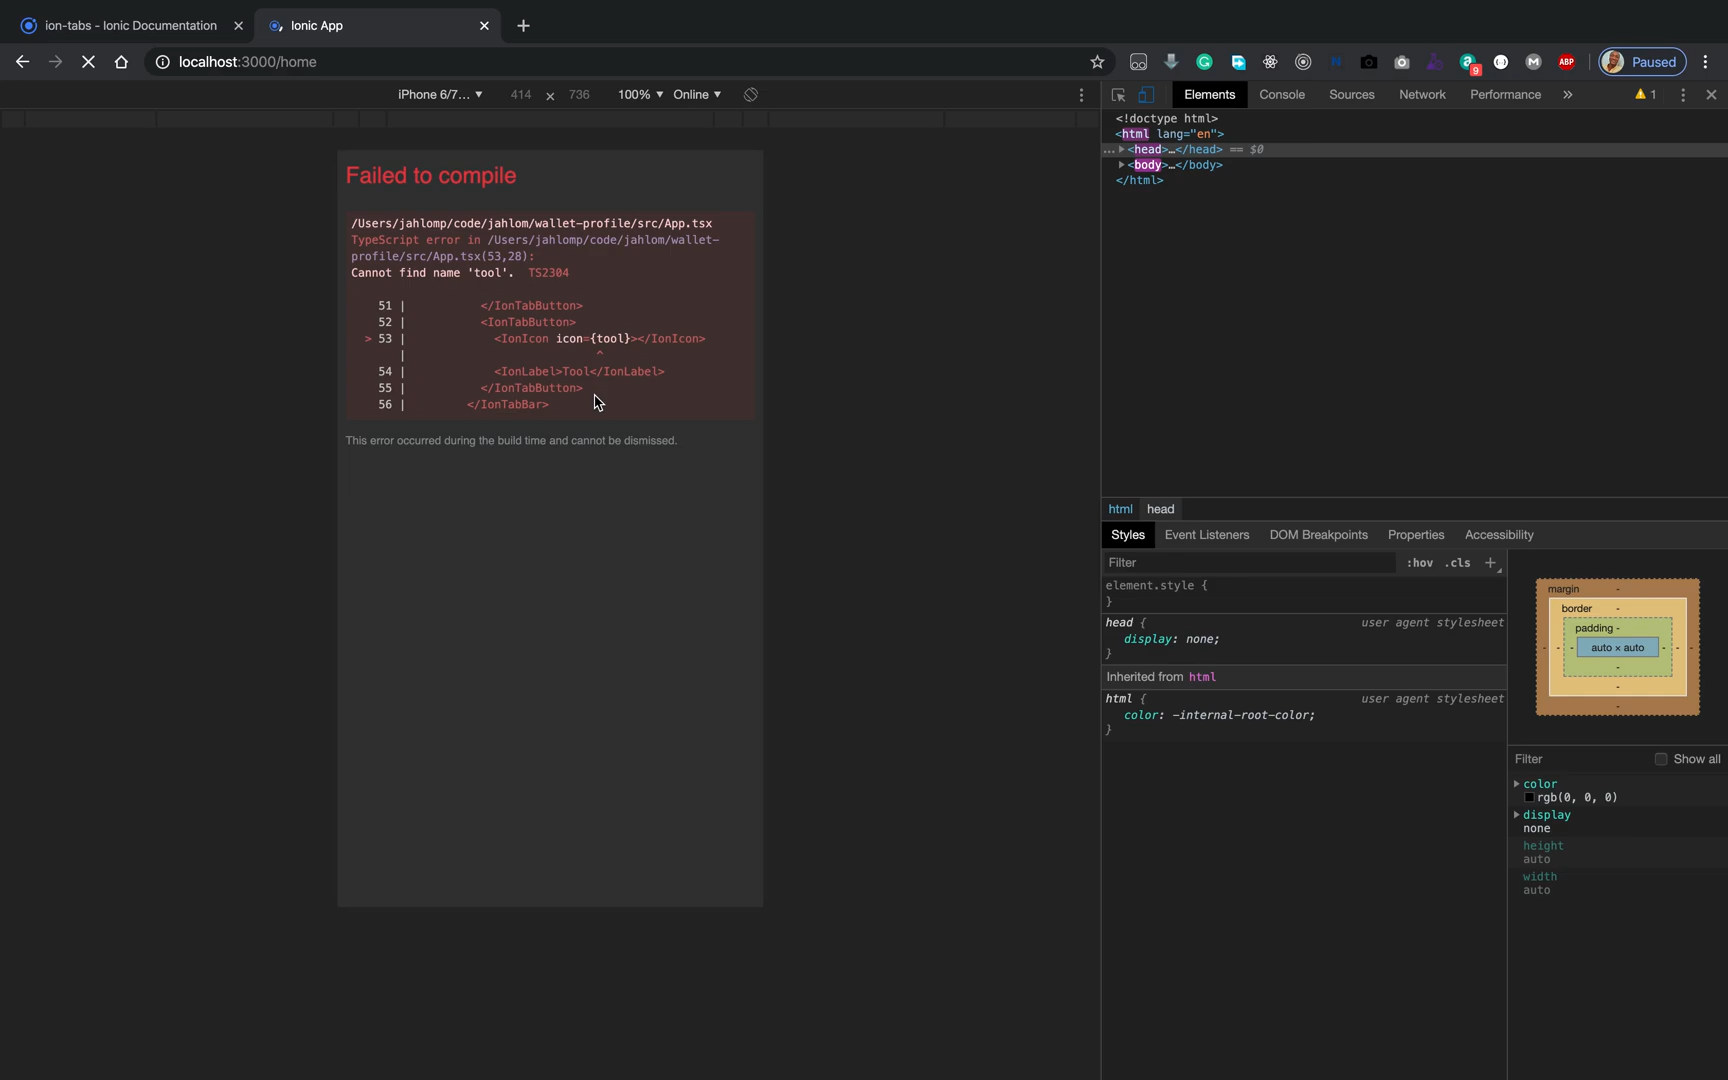 ion-tabs - Ionic Documentation
Ionic App
localhost:3000/home
9
ABP
Paused
iPhone 6/7... 414 x 736 100% Online
Elements Console Sources Network Performance » 1
<!doctype html>
<html lang="en">
...<head>…</head> == $0
<body>…</body>
</html>
Failed to compile
/Users/jahlomp/code/jahlom/wallet-profile/src/App.tsx
TypeScript error in /Users/jahlomp/code/jahlom/wallet-
profile/src/App.tsx(53,28):
Cannot find name 'tool'. TS2304
51 | </IonTabButton>
52 | <IonTabButton>
> 53 | <IonIcon icon={tool}></IonIcon>
| ^
54 | <IonLabel>Tool</IonLabel>
55 | </IonTabButton>
56 | </IonTabBar>
This error occurred during the build time and cannot be dismissed.
html head
Styles Event Listeners DOM Breakpoints Properties Accessibility
Filter :hov .cls +
element.style {
}
head { user agent stylesheet
display: none;
}
Inherited from html
html { user agent stylesheet
color: -internal-root-color;
}
margin -
border -
padding -
- - - auto × auto - - -
-
-
-
Filter Show all
color
rgb(0, 0, 0)
display
none
height
auto
width
auto